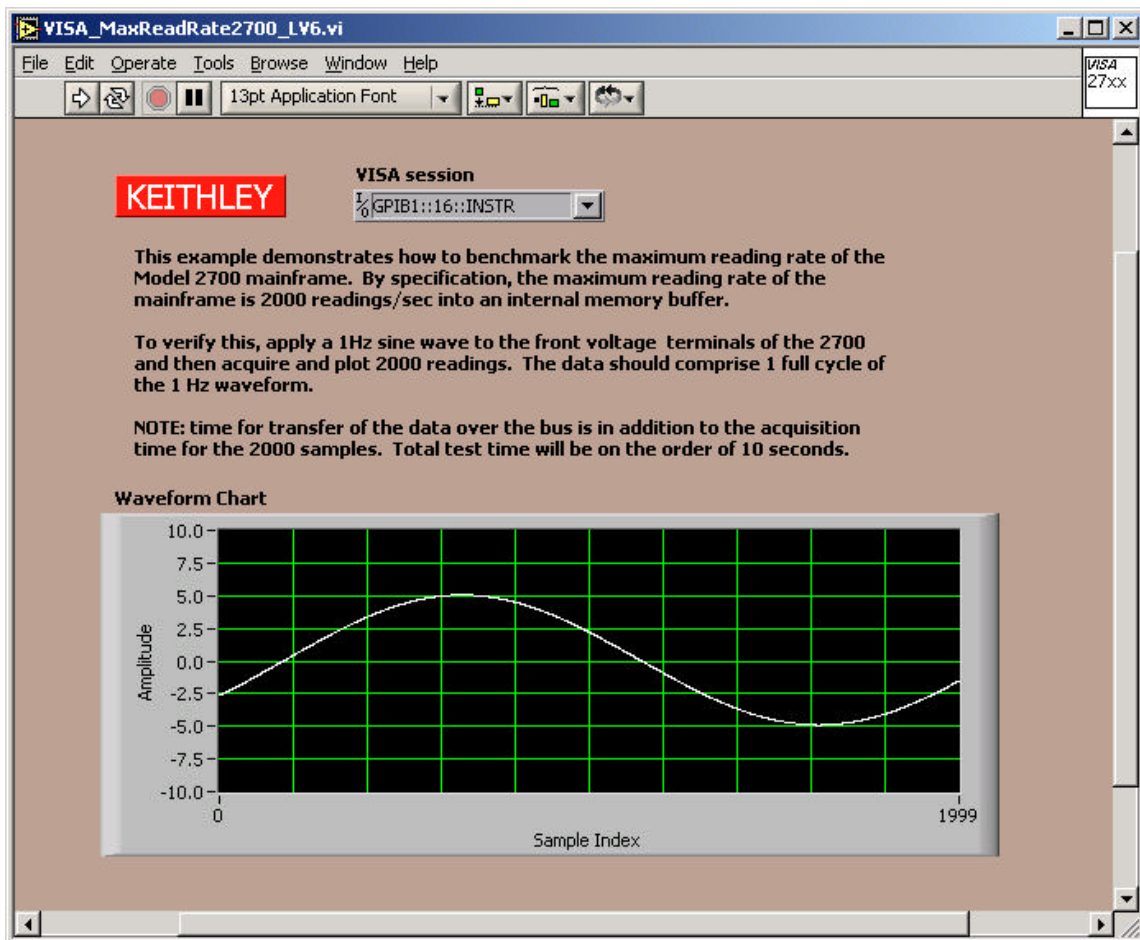 VISA_MaxReadRate2700_LV6.vi
File Edit Operate Tools Browse Window Help
13pt Application Font
VISA
27xx
KEITHLEY
VISA session
I/O GPIB1::16::INSTR
This example demonstrates how to benchmark the maximum reading rate of the
Model 2700 mainframe. By specification, the maximum reading rate of the
mainframe is 2000 readings/sec into an internal memory buffer.
To verify this, apply a 1Hz sine wave to the front voltage terminals of the 2700
and then acquire and plot 2000 readings. The data should comprise 1 full cycle of
the 1 Hz waveform.
NOTE: time for transfer of the data over the bus is in addition to the acquisition
time for the 2000 samples. Total test time will be on the order of 10 seconds.
Waveform Chart
10.0
7.5
5.0
2.5
0.0
-2.5
-5.0
-7.5
-10.0
Amplitude
0 1999
Sample Index